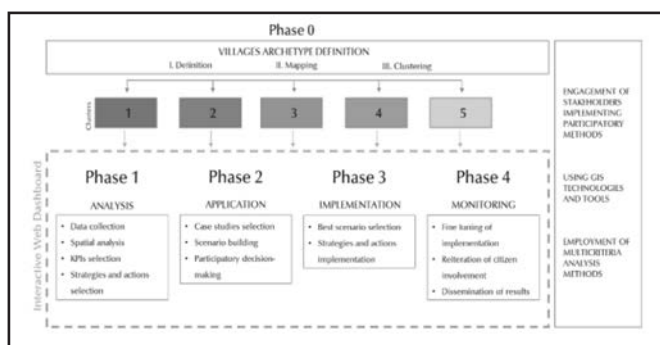 Phase 0
VILLAGES ARCHETYPE DEFINITION
I. Definition II. Mapping III. Clustering
Clusters
1 2 3 4 5
Interactive Web Dashboard
Phase 1
ANALYSIS
• Data collection
• Spatial analysis
• KPIs selection
• Strategies and actions
selection
Phase 2
APPLICATION
• Case studies selection
• Scenario building
• Participatory decision-
making
Phase 3
IMPLEMENTATION
• Best scenario selection
• Strategies and actions
implementation
Phase 4
MONITORING
• Fine tuning of
implementation
• Reiteration of citizen
involvement
• Dissemination of results
ENGAGEMENT OF
STAKEHOLDERS
IMPLEMENTING
PARTICIPATORY
METHODS
USING GIS
TECHNOLOGIES
AND TOOLS
EMPLOYMENT OF
MULTICRITERIA
ANALYSIS
METHODS